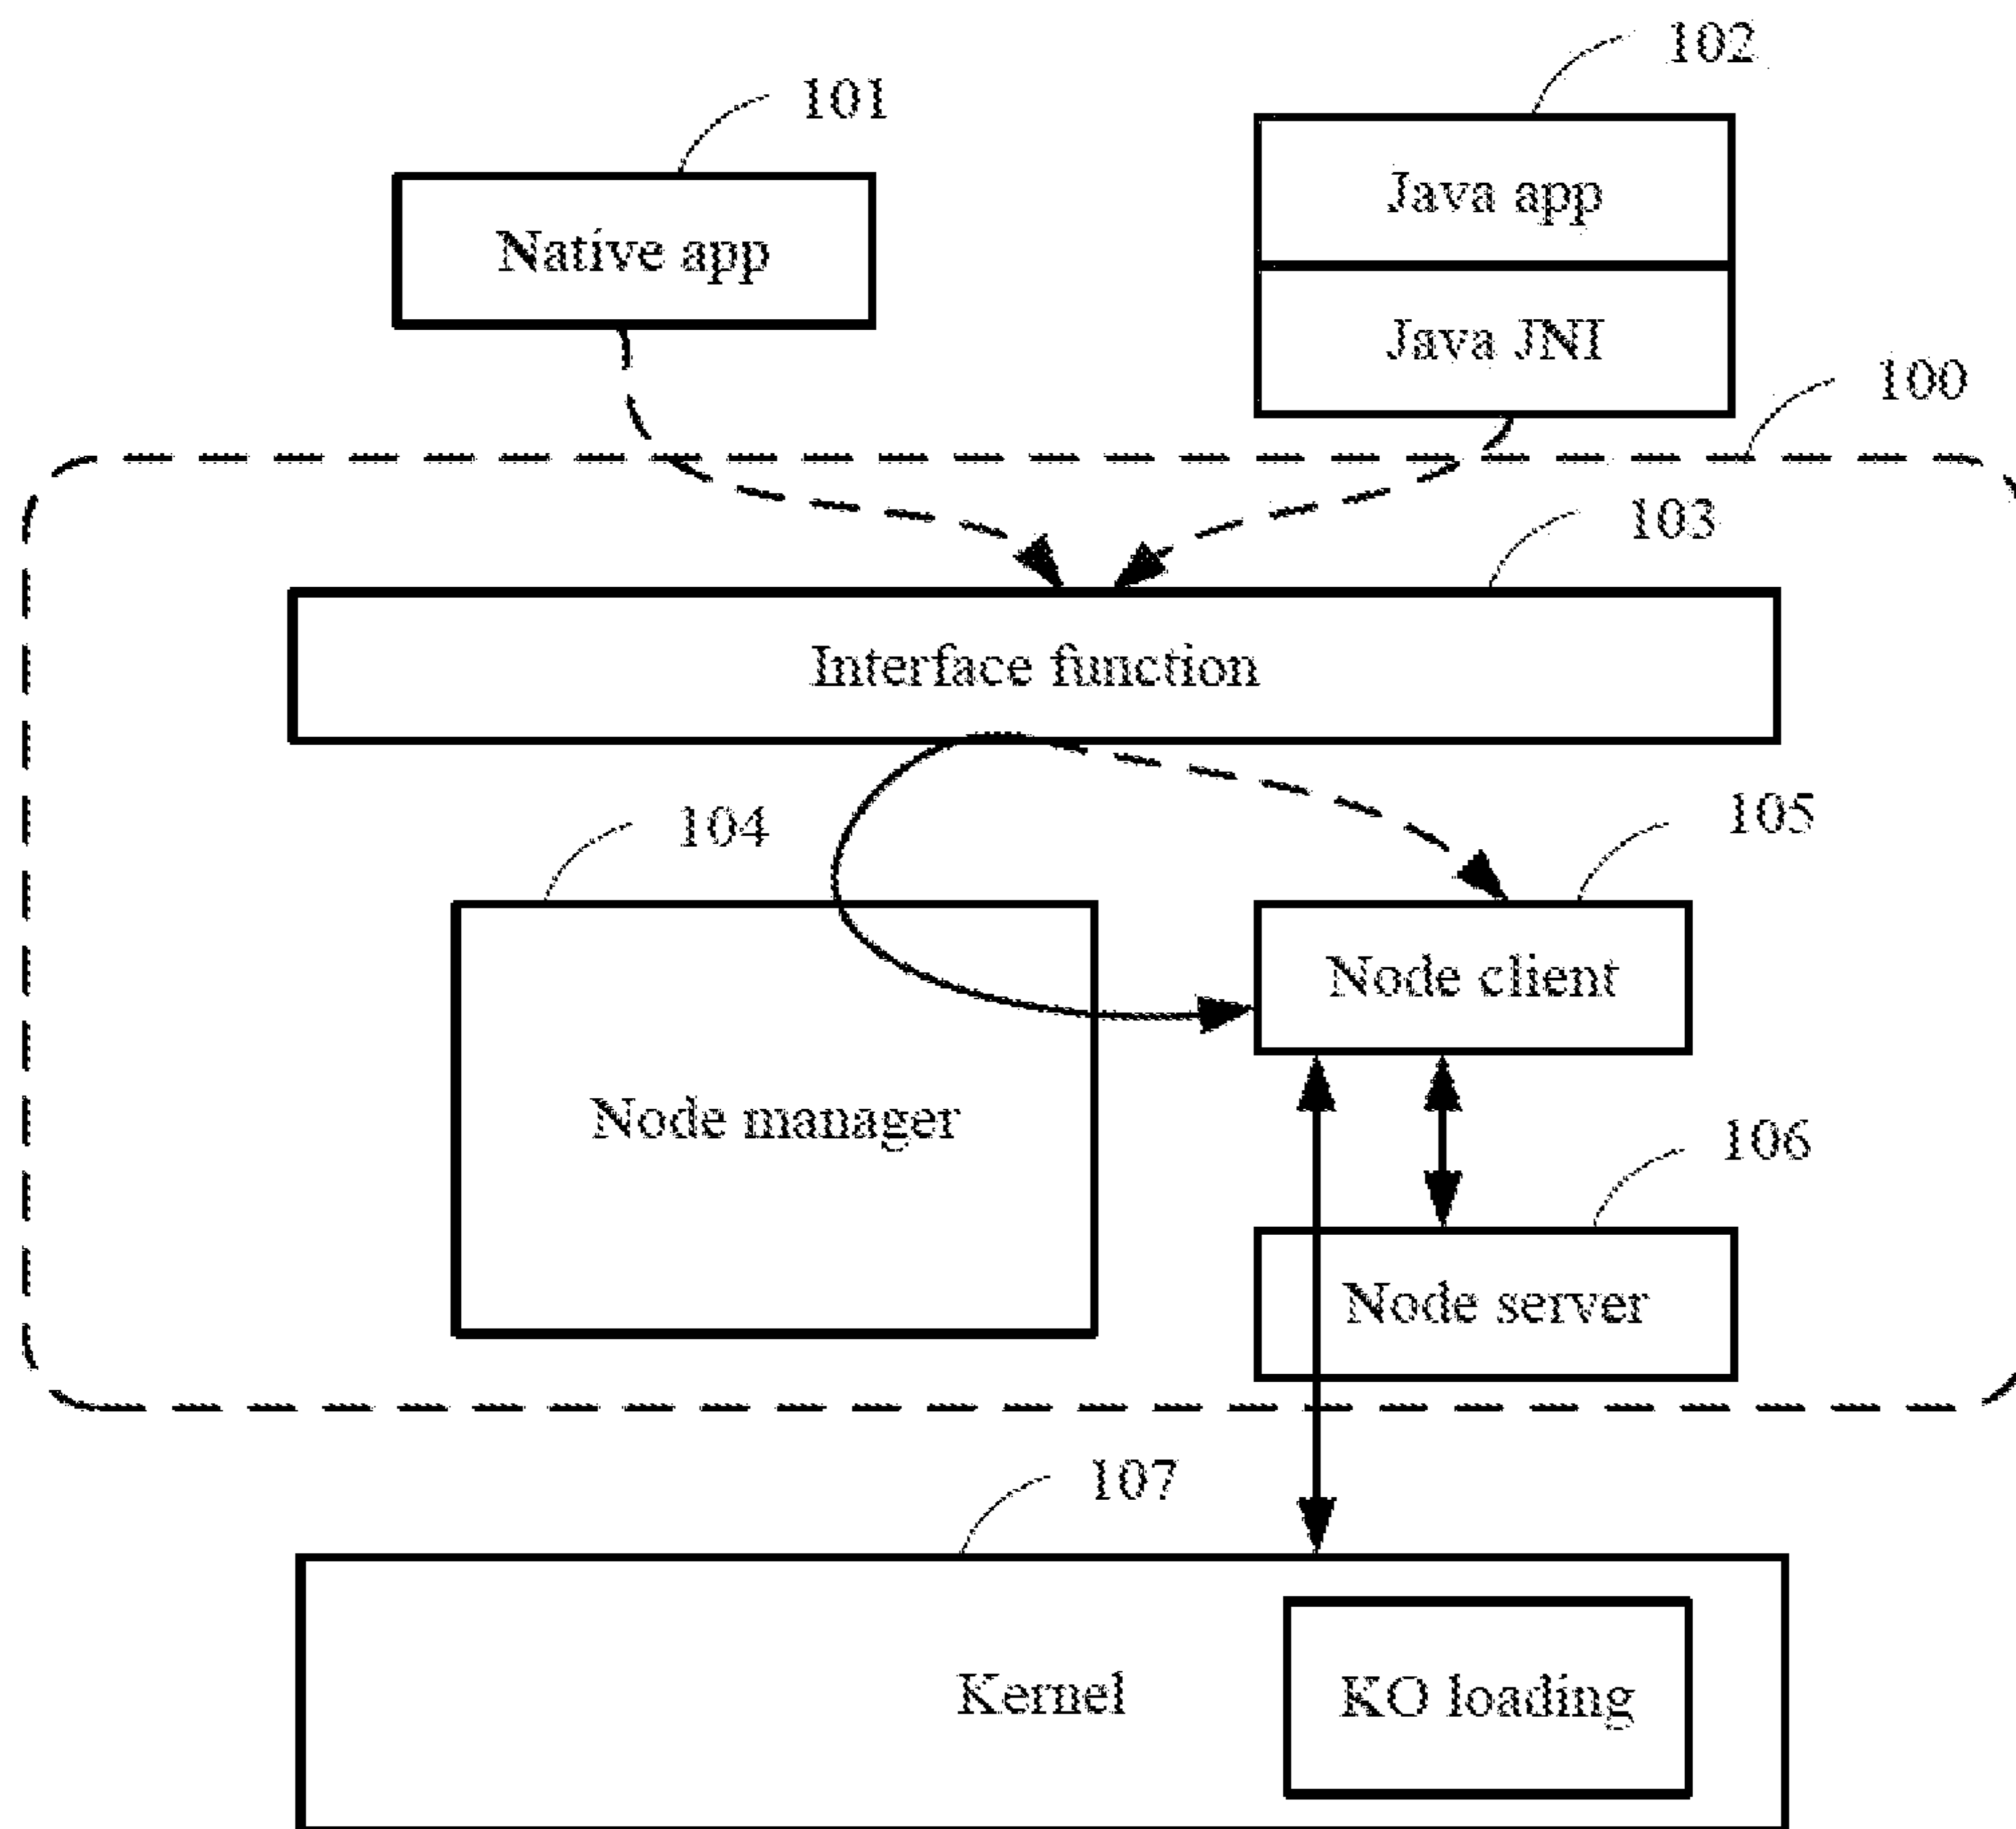 102
101
Java app
Native app
Java JNI
100
103
Interface function
104
105
Node client
Node manager
106
Node server
107
Kernel
KO loading